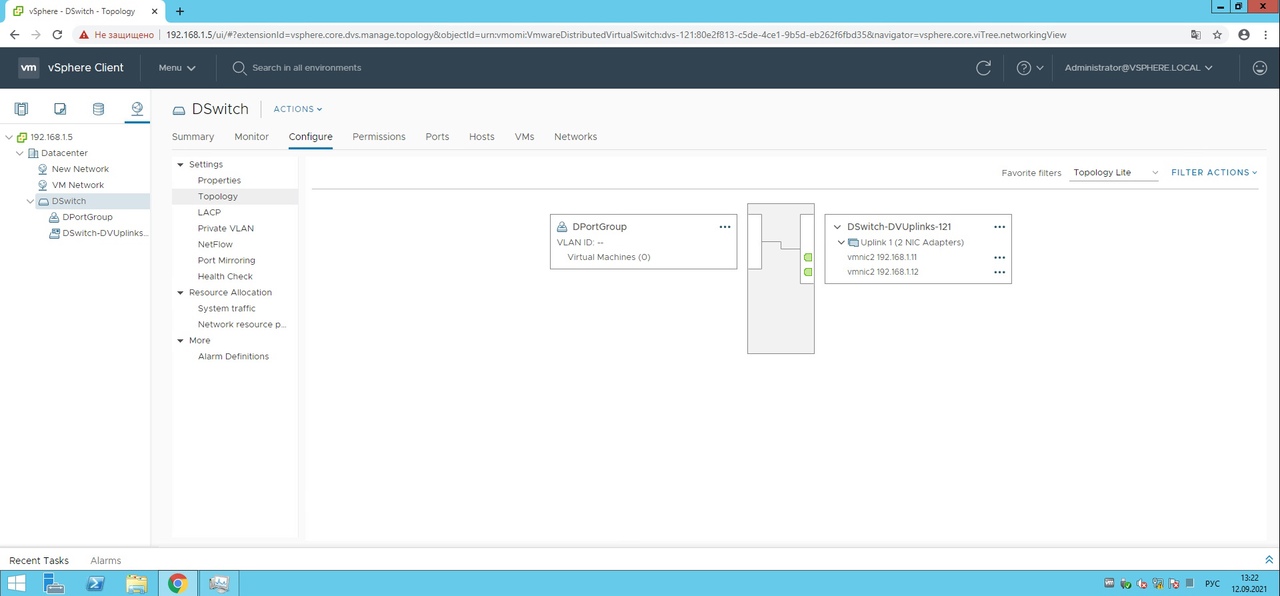 vSphere - DSwitch - Topology
Не защищено
192.168.1.5/ui/#?extensionId=vsphere.core.dvs.manage.topology&objectId=urn:vmomi:VmwareDistributedVirtualSwitch:dvs-121:80e2f813-c5de-4ce1-9b5d-eb262f6fbd35&navigator=vsphere.core.viTree.networkingView
vm vSphere Client
Menu
Search in all environments
Administrator@VSPHERE.LOCAL
192.168.1.5
Datacenter
New Network
VM Network
DSwitch
DPortGroup
DSwitch-DVUplinks...
DSwitch
ACTIONS
Summary Monitor Configure Permissions Ports Hosts VMs Networks
Settings
Properties
Topology
LACP
Private VLAN
NetFlow
Port Mirroring
Health Check
Resource Allocation
System traffic
Network resource p...
More
Alarm Definitions
Favorite filters
Topology Lite
FILTER ACTIONS
DPortGroup
VLAN ID: --
Virtual Machines (0)
DSwitch-DVUplinks-121
Uplink 1 (2 NIC Adapters)
vmnic2 192.168.1.11
vmnic2 192.168.1.12
Recent Tasks Alarms
РУС
13:22
12.09.2021